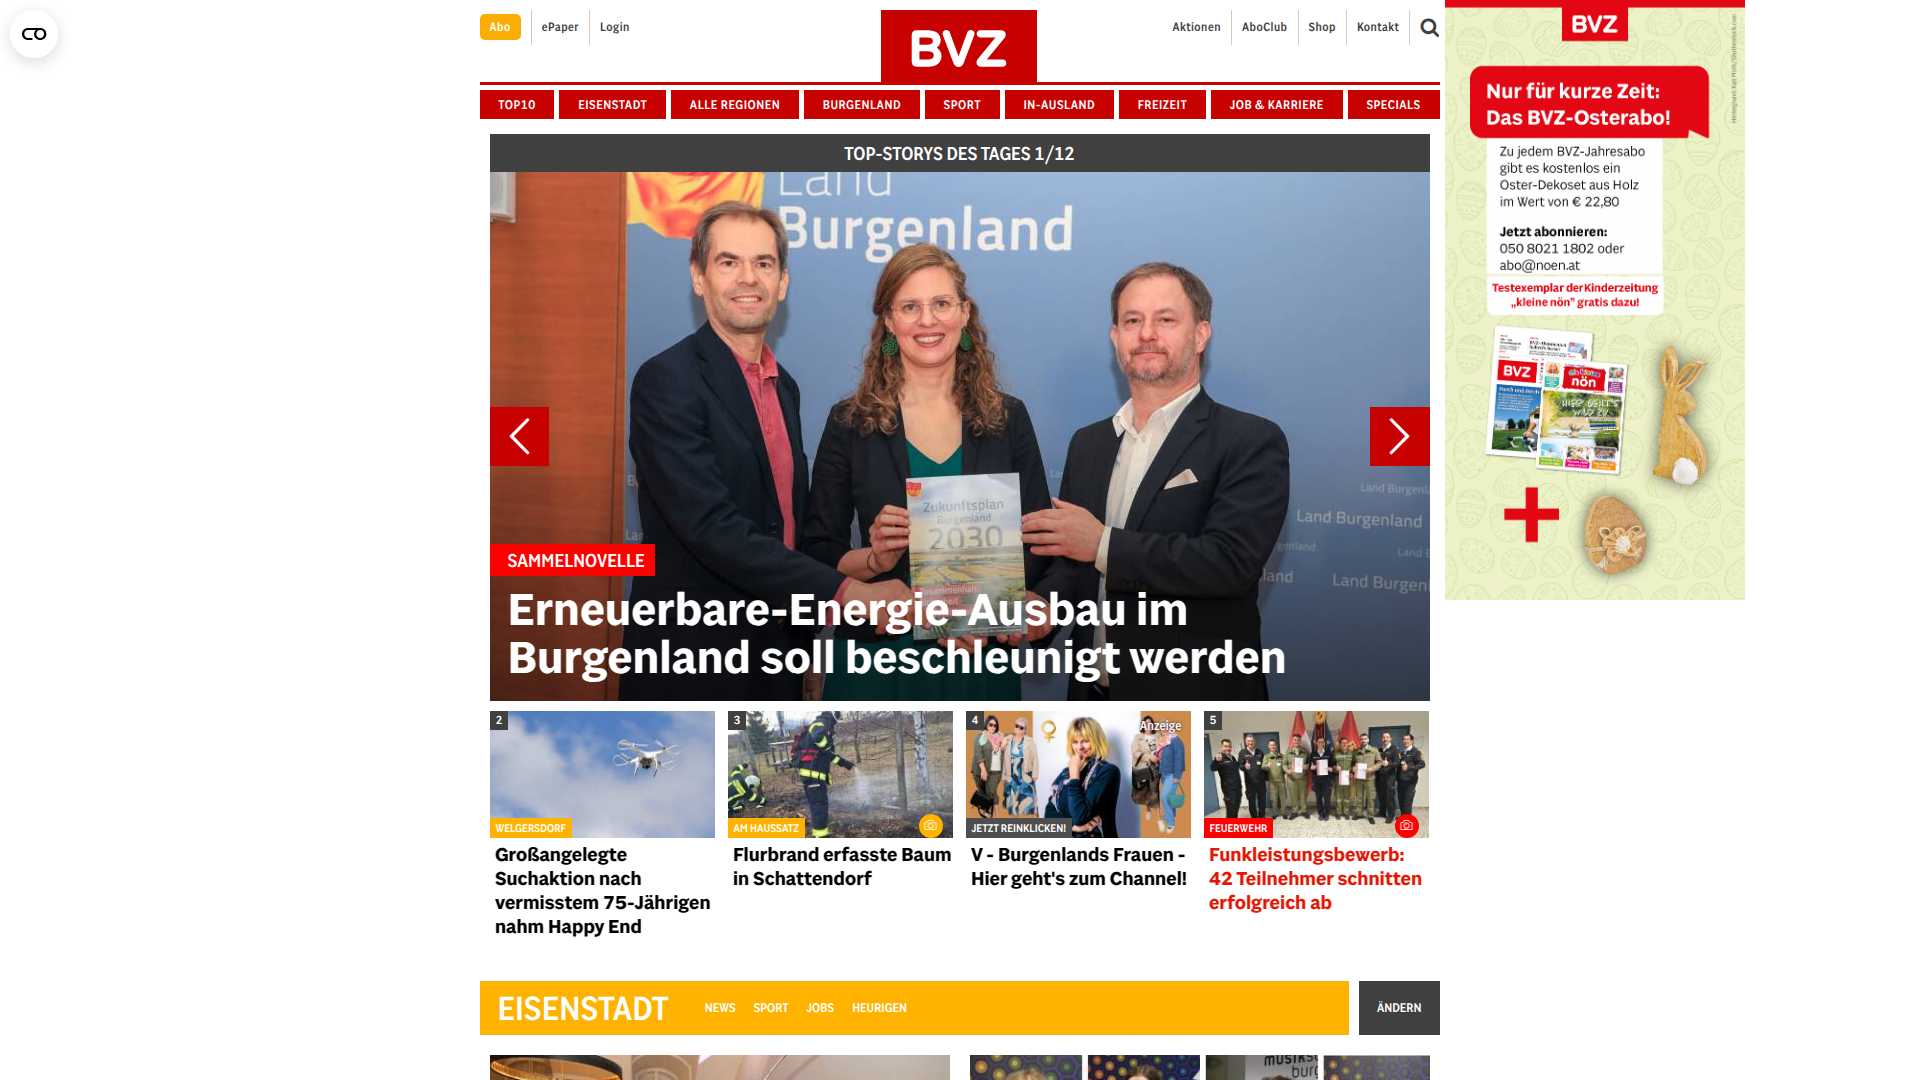 Abo
ePaper
Login
BVZ
Aktionen
AboClub
Shop
Kontakt
TOP10
EISENSTADT
ALLE REGIONEN
BURGENLAND
SPORT
IN-AUSLAND
FREIZEIT
JOB & KARRIERE
SPECIALS
TOP-STORYS DES TAGES 1/12
Land
Burgenland
Land Burgenl
Land Burgenland
Land Burgen
Zukunftsplan
Burgenland
2030
SAMMELNOVELLE
Erneuerbare-Energie-Ausbau im
Burgenland soll beschleunigt werden
2
WELGERSDORF
Großangelegte
Suchaktion nach
vermisstem 75-Jährigen
nahm Happy End
3
AM HAUSSATZ
Flurbrand erfasste Baum
in Schattendorf
4
Anzeige
JETZT REINKLICKEN!
V - Burgenlands Frauen -
Hier geht's zum Channel!
5
FEUERWEHR
Funkleistungsbewerb:
42 Teilnehmer schnitten
erfolgreich ab
EISENSTADT
NEWS
SPORT
JOBS
HEURIGEN
ÄNDERN
BVZ
Nur für kurze Zeit:
Das BVZ-Osterabo!
Zu jedem BVZ-Jahresabo
gibt es kostenlos ein
Oster-Dekoset aus Holz
im Wert von € 22,80
Jetzt abonnieren:
050 8021 1802 oder
abo@noen.at
Testexemplar der Kinderzeitung
„kleine nön" gratis dazu!
BVZ
nön